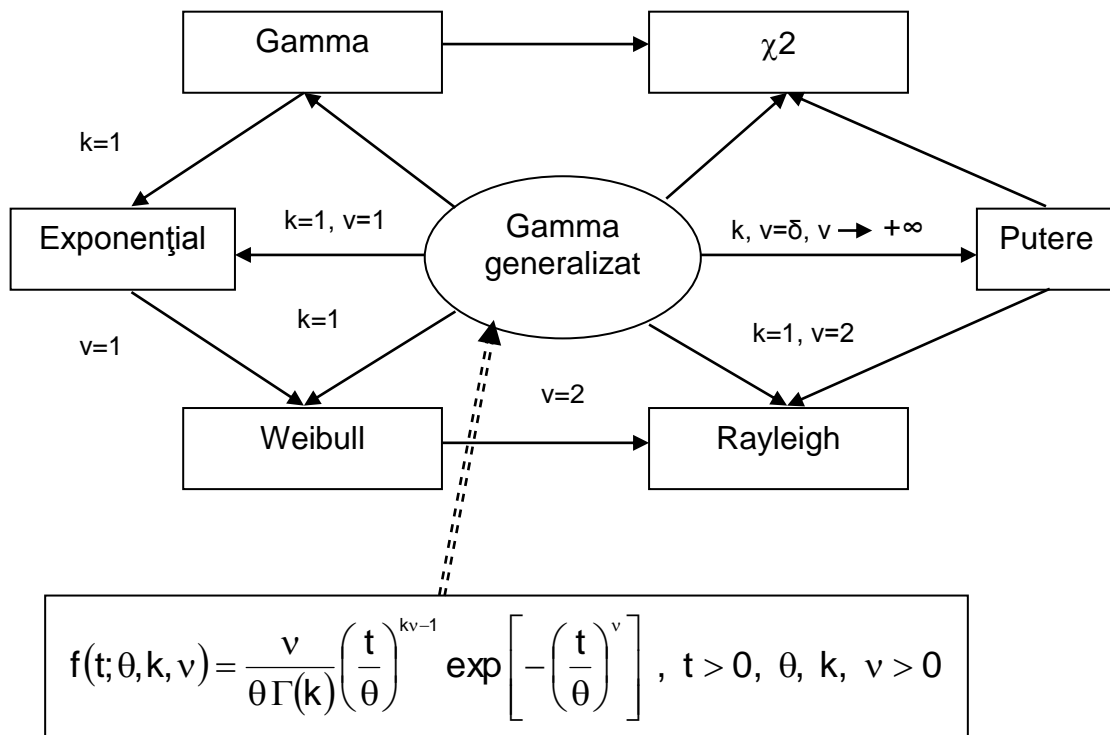 Gamma
χ2
k=1
Exponenţial
k=1, v=1
Gamma
generalizat
k, v=δ, v → +∞
Putere
v=1
k=1
k=1, v=2
Weibull
v=2
Rayleigh
f(t; θ, k, ν) = ν / (θ Γ(k)) (t/θ)^(kν−1) exp[−(t/θ)^ν] , t > 0, θ, k, ν > 0